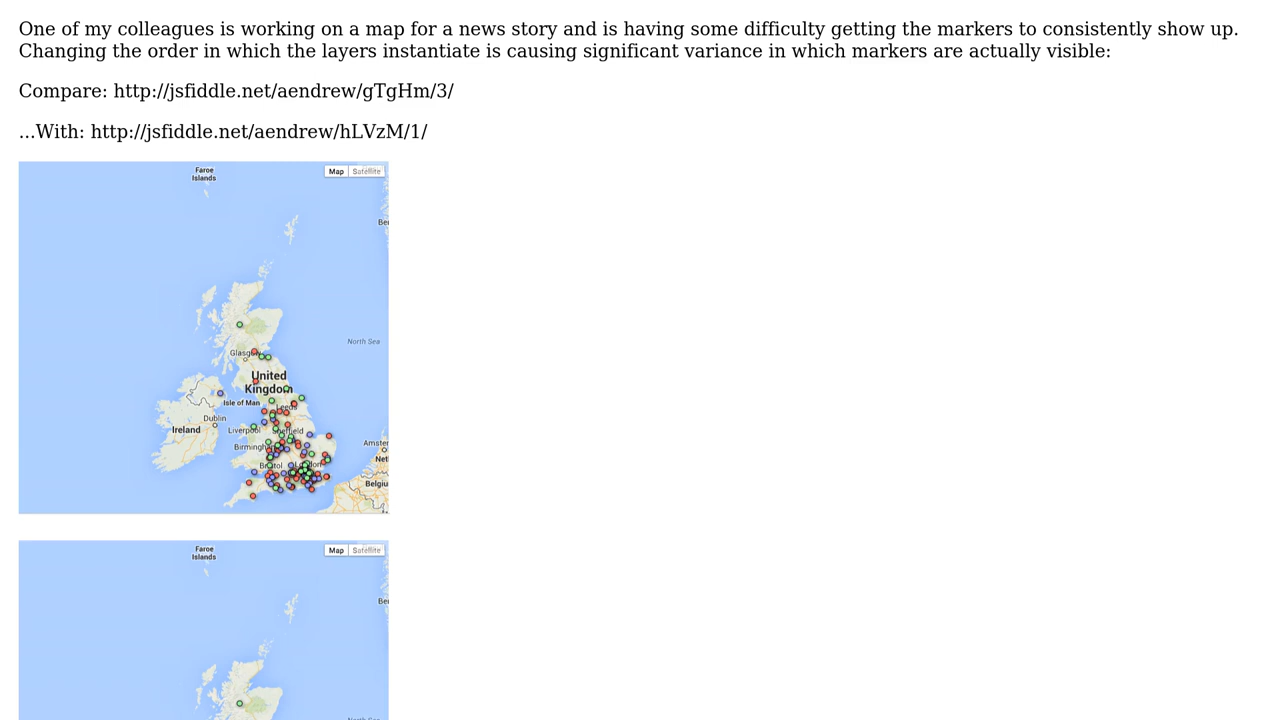 One of my colleagues is working on a map for a news story and is having some difficulty getting the markers to consistently show up.
Changing the order in which the layers instantiate is causing significant variance in which markers are actually visible:
Compare: http://jsfiddle.net/aendrew/gTgHm/3/
...With: http://jsfiddle.net/aendrew/hLVzM/1/
Faroe
Islands
Map Satellite
North Sea
United
Kingdom
Isle of Man
Leeds
Dublin
Ireland
Liverpool
Sheffield
Amster
Net
Belgiu
Faroe
Islands
Map Satellite